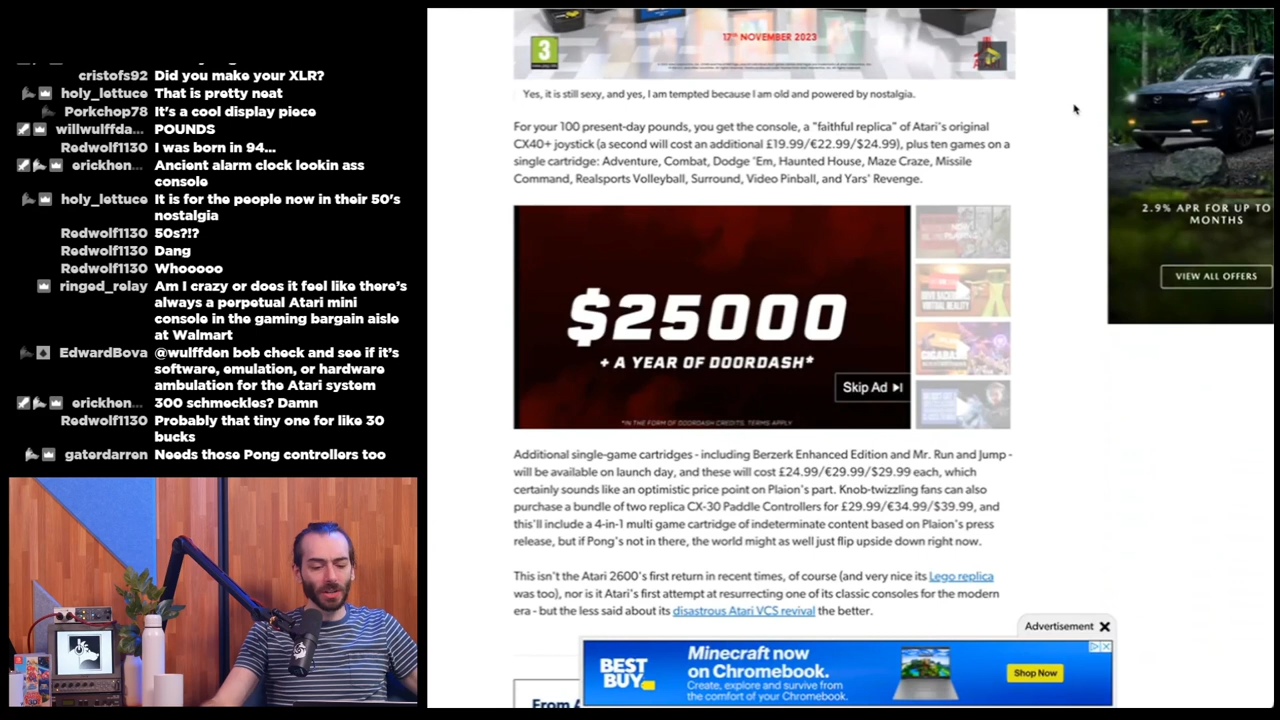 cristol592 Did you make your XLR?
holy_lettuce That is pretty neat
Porkchop78 It's a cool display piece
willwulffda... POUNDS
Redwolf1130 I was born in 94...
erickhen... Ancient alarm clock lookin ass
console
holy_lettuce It is for the people now in their 50's
nostalgia
Redwolf1130 50s?!?
Redwolf1130 Dang
Redwolf1130 Whooooo
ringed_relay Am I crazy or does it feel like there's
always a perpetual Atari mini
console in the gaming bargain aisle
at Walmart
EdwardBova @wulffden bob check and see if it's
software, emulation, or hardware
ambulation for the Atari system
erickhen... 300 schmeckles? Damn
Redwolf1130 Probably that tiny one for like 30
bucks
gaterdarren Needs those Pong controllers too
17th NOVEMBER 2023
3
Yes, it is still sexy, and yes, I am tempted because I am old and powered by nostalgia.
For your 100 present-day pounds, you get the console, a "faithful replica" of Atari's original
CX40+ joystick (a second will cost an additional £19.99/€22.99/$24.99), plus ten games on a
single cartridge: Adventure, Combat, Dodge 'Em, Haunted House, Maze Craze, Missile
Command, Realsports Volleyball, Surround, Video Pinball, and Yars' Revenge.
$25000
+ A YEAR OF DOORDASH*
Skip Ad
*IN THE FORM OF DOORDASH CREDITS, TERMS APPLY
Additional single-game cartridges - including Berzerk Enhanced Edition and Mr. Run and Jump -
will be available on launch day, and these will cost £24.99/€29.99/$29.99 each, which
certainly sounds like an optimistic price point on Plaion's part. Knob-twizzling fans can also
purchase a bundle of two replica CX-30 Paddle Controllers for £29.99/€34.99/$39.99, and
this'll include a 4-in-1 multi game cartridge of indeterminate content based on Plaion's press
release, but if Pong's not in there, the world might as well just flip upside down right now.
This isn't the Atari 2600's first return in recent times, of course (and very nice its Lego replica
was too), nor is it Atari's first attempt at resurrecting one of its classic consoles for the modern
era - but the less said about its disastrous Atari VCS revival the better.
From A
2.9% APR FOR UP TO
MONTHS
VIEW ALL OFFERS
Advertisement
BEST
BUY
Minecraft now
on Chromebook.
Create, explore and survive from
the comfort of your Chromebook.
Shop Now